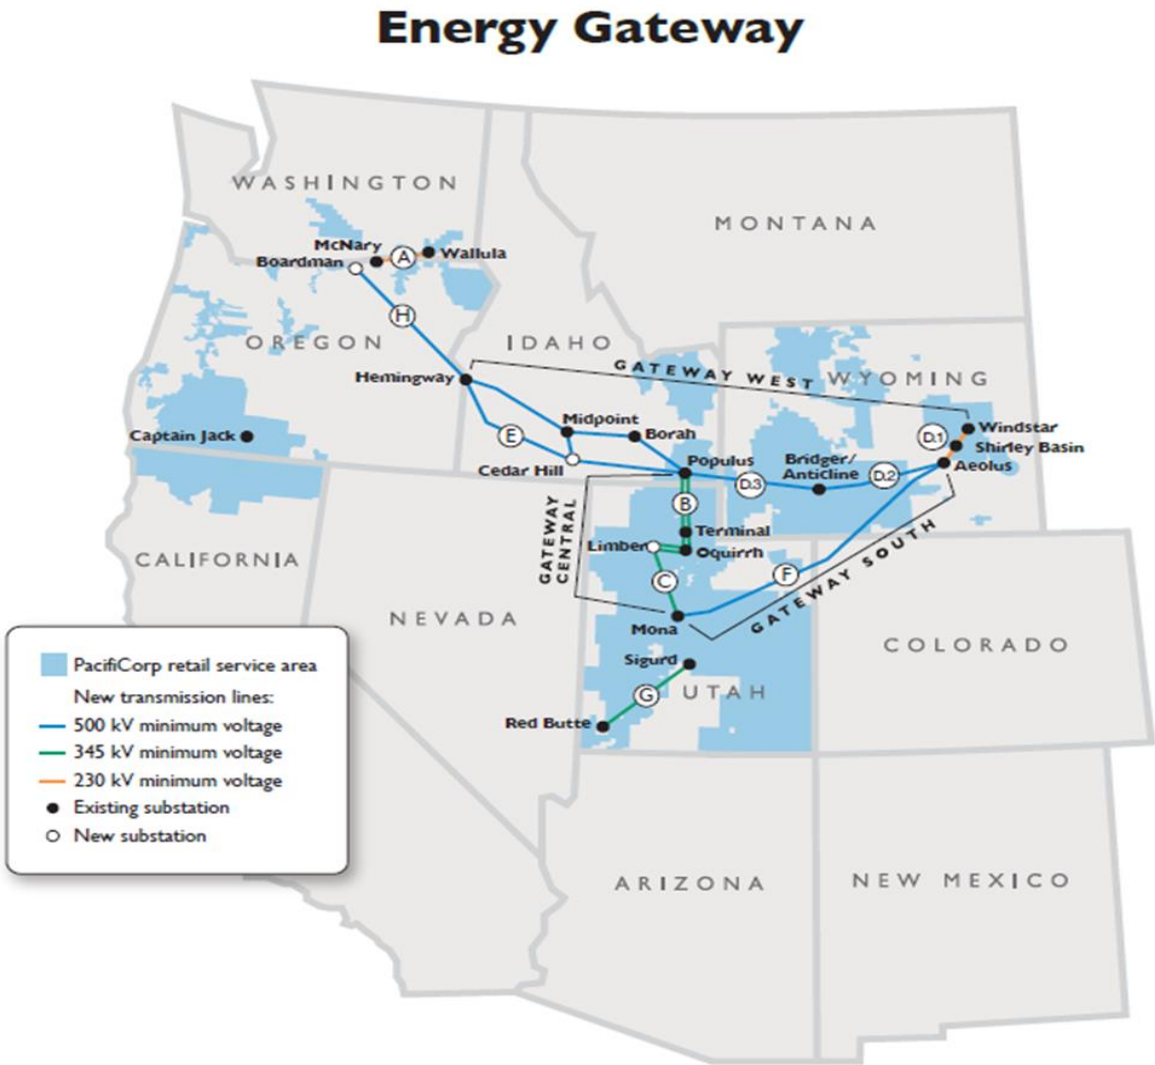 Energy Gateway
WASHINGTON
MONTANA
McNary
Boardman
A
Wallula
H
OREGON
IDAHO
GATEWAY WEST
WYOMING
Hemingway
Captain Jack
E
Midpoint
Borah
Cedar Hill
Populus
D.3
Bridger/
Anticline
D.2
D.1
Windstar
Shirley Basin
Aeolus
GATEWAY
CENTRAL
B
Terminal
Limber
Oquirrh
C
F
GATEWAY SOUTH
Mona
CALIFORNIA
NEVADA
COLORADO
Sigurd
G
UTAH
Red Butte
PacifiCorp retail service area
New transmission lines:
500 kV minimum voltage
345 kV minimum voltage
230 kV minimum voltage
Existing substation
New substation
ARIZONA
NEW MEXICO